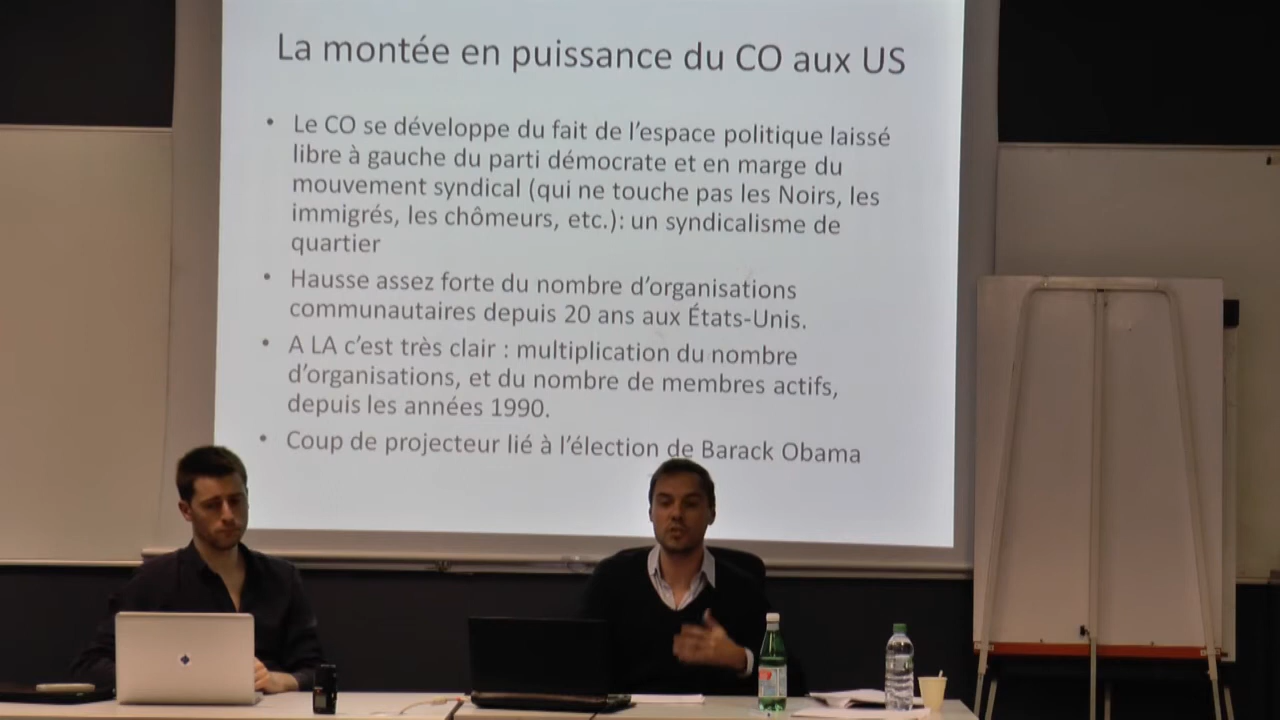 La montée en puissance du CO aux US
• Le CO se développe du fait de l'espace politique laissé
libre à gauche du parti démocrate et en marge du
mouvement syndical (qui ne touche pas les Noirs, les
immigrés, les chômeurs, etc.): un syndicalisme de
quartier
• Hausse assez forte du nombre d'organisations
communautaires depuis 20 ans aux États-Unis.
• A LA c'est très clair : multiplication du nombre
d'organisations, et du nombre de membres actifs,
depuis les années 1990.
• Coup de projecteur lié à l'élection de Barack Obama